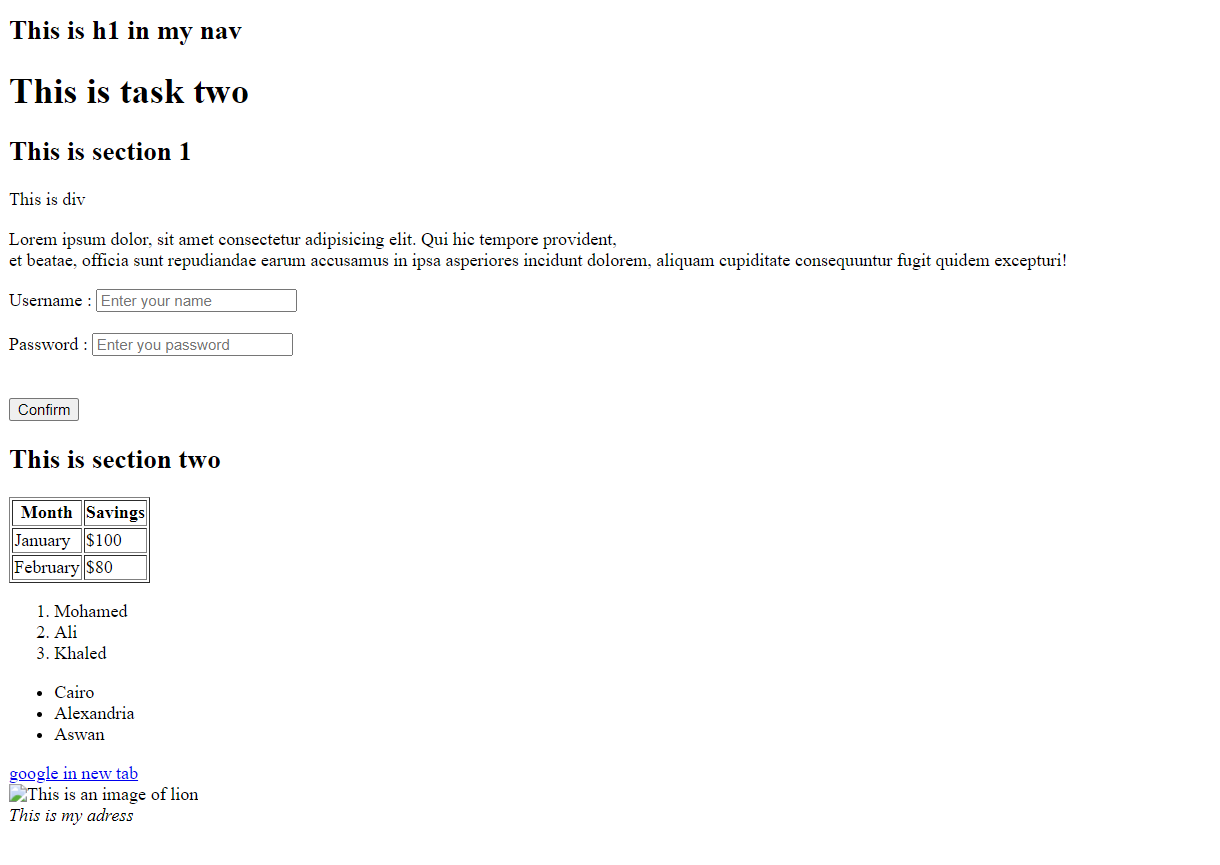 This is h1 in my nav
This is task two
This is section 1
This is div
Lorem ipsum dolor, sit amet consectetur adipisicing elit. Qui hic tempore provident,
et beatae, officia sunt repudiandae earum accusamus in ipsa asperiores incidunt dolorem, aliquam cupiditate consequuntur fugit quidem excepturi!
Username : Enter your name
Password : Enter you password
Confirm
This is section two
Month Savings
January $100
February $80
1. Mohamed
2. Ali
3. Khaled
• Cairo
• Alexandria
• Aswan
google in new tab
This is an image of lion
This is my adress